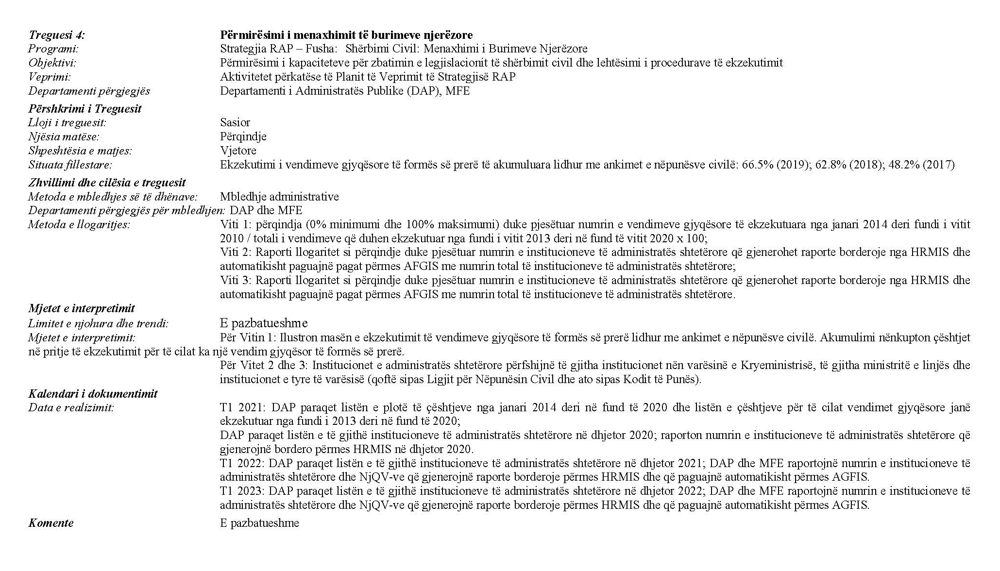 Treguesi 4: Përmirësimi i menaxhimit të burimeve njerëzore
Programi: Strategjia RAP – Fusha: Shërbimi Civil: Menaxhimi i Burimeve Njerëzore
Objektivi: Përmirësimi i kapaciteteve për zbatimin e legjislacionit të shërbimit civil dhe lehtësimi i procedurave të ekzekutimit
Veprimi: Aktivitetet përkatëse të Planit të Veprimit të Strategjisë RAP
Departamenti përgjegjës Departamenti i Administratës Publike (DAP), MFE
Përshkrimi i Treguesit
Lloji i treguesit: Sasior
Njësia matëse: Përqindje
Shpeshtësia e matjes: Vjetore
Situata fillestare: Ekzekutimi i vendimeve gjyqësore të formës së prerë të akumuluara lidhur me ankimet e nëpunësve civilë: 66.5% (2019); 62.8% (2018); 48.2% (2017)
Zhvillimi dhe cilësia e treguesit
Metoda e mbledhjes së të dhënave: Mbledhje administrative
Departamenti përgjegjës për mbledhjen: DAP dhe MFE
Metoda e llogaritjes: Viti 1: përqindja (0% minimumi dhe 100% maksimumi) duke pjesëtuar numrin e vendimeve gjyqësore të ekzekutuara nga janari 2014 deri fundi i vitit
2010 / totali i vendimeve që duhen ekzekutuar nga fundi i vitit 2013 deri në fund të vitit 2020 x 100;
Viti 2: Raporti llogaritet si përqindje duke pjesëtuar numrin e institucioneve të administratës shtetërore që gjenerohet raporte borderoje nga HRMIS dhe
automatikisht paguajnë pagat përmes AFGIS me numrin total të institucioneve të administratës shtetërore;
Viti 3: Raporti llogaritet si përqindje duke pjesëtuar numrin e institucioneve të administratës shtetërore që gjenerohet raporte borderoje nga HRMIS dhe
automatikisht paguajnë pagat përmes AFGIS me numrin total të institucioneve të administratës shtetërore.
Mjetet e interpretimit
Limitet e njohura dhe trendi: E pazbatueshme
Mjetet e interpretimit: Për Vitin 1: Ilustron masën e ekzekutimit të vendimeve gjyqësore të formës së prerë lidhur me ankimet e nëpunësve civilë. Akumulimi nënkupton çështjet
në pritje të ekzekutimit për të cilat ka një vendim gjyqësor të formës së prerë.
Për Vitet 2 dhe 3: Institucionet e administratës shtetërore përfshijnë të gjitha institucionet nën varësinë e Kryeministrisë, të gjitha ministritë e linjës dhe
institucionet e tyre të varësisë (qoftë sipas Ligjit për Nëpunësin Civil dhe ato sipas Kodit të Punës).
Kalendari i dokumentimit
Data e realizimit: T1 2021: DAP paraqet listën e plotë të çështjeve nga janari 2014 deri në fund të 2020 dhe listën e çështjeve për të cilat vendimet gjyqësore janë
ekzekutuar nga fundi i 2013 deri në fund të 2020;
DAP paraqet listën e të gjithë institucioneve të administratës shtetërore në dhjetor 2020; raporton numrin e institucioneve të administratës shtetërore që
gjenerojnë bordero përmes HRMIS në dhjetor 2020.
T1 2022: DAP paraqet listën e të gjithë institucioneve të administratës shtetërore në dhjetor 2021; DAP dhe MFE raportojnë numrin e institucioneve të
administratës shtetërore dhe NjQV-ve që gjenerojnë raporte borderoje përmes HRMIS dhe që paguajnë automatikisht përmes AGFIS.
T1 2023: DAP paraqet listën e të gjithë institucioneve të administratës shtetërore në dhjetor 2022; DAP dhe MFE raportojnë numrin e institucioneve të
administratës shtetërore dhe NjQV-ve që gjenerojnë raporte borderoje përmes HRMIS dhe që paguajnë automatikisht përmes AGFIS.
Komente E pazbatueshme